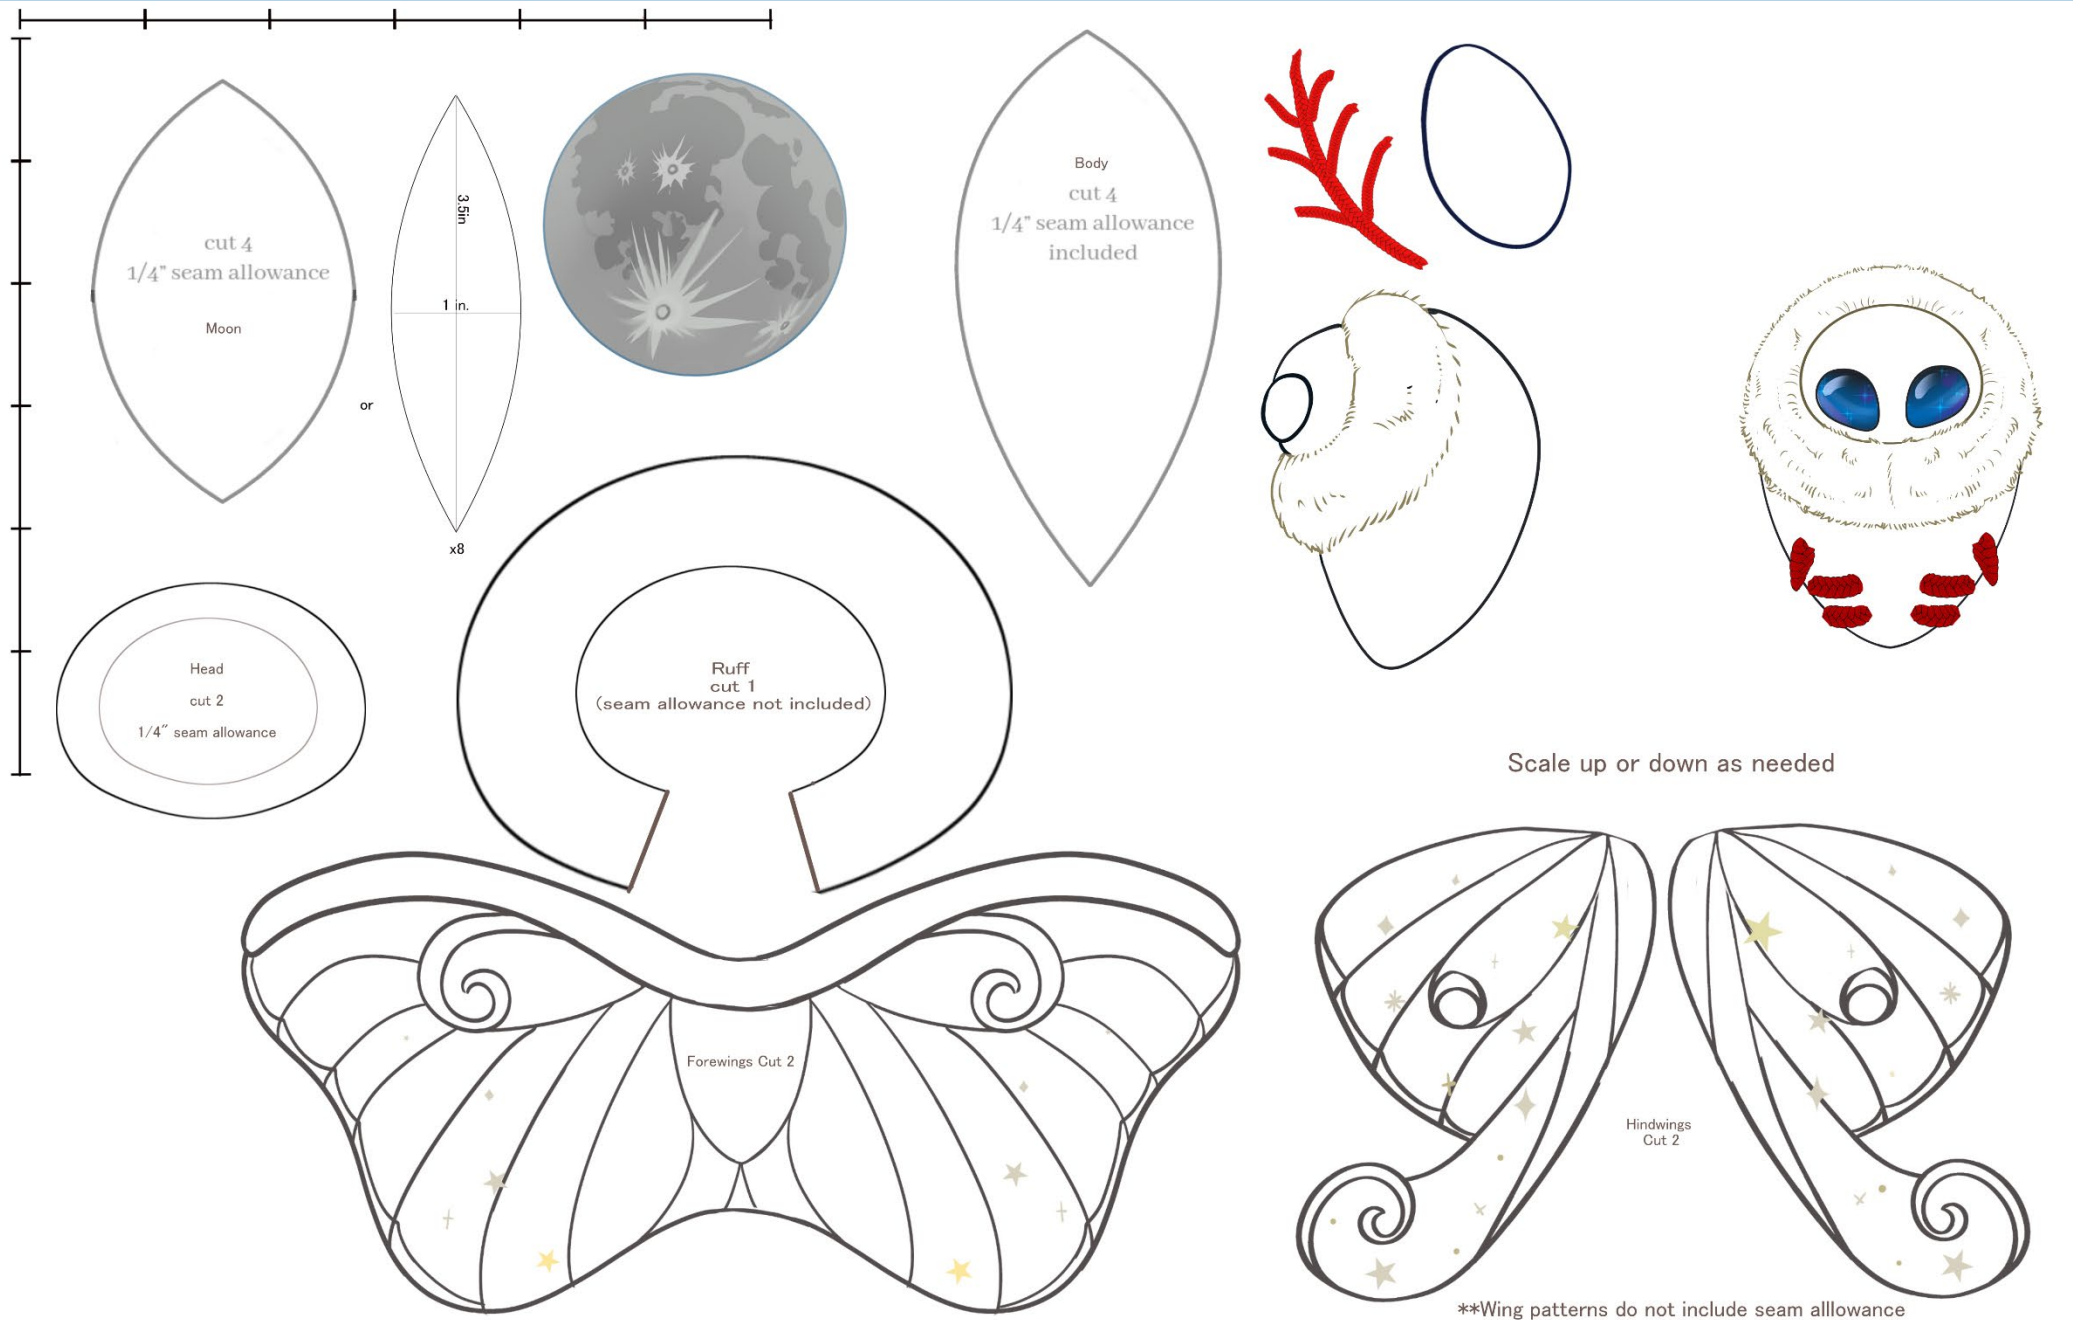 cut 4
1/4" seam allowance
Moon
or
3.5in
1 in.
x8
Body
cut 4
1/4" seam allowance
included
Head
cut 2
1/4" seam allowance
Ruff
cut 1
(seam allowance not included)
Scale up or down as needed
Forewings Cut 2
Hindwings
Cut 2
**Wing patterns do not include seam alllowance